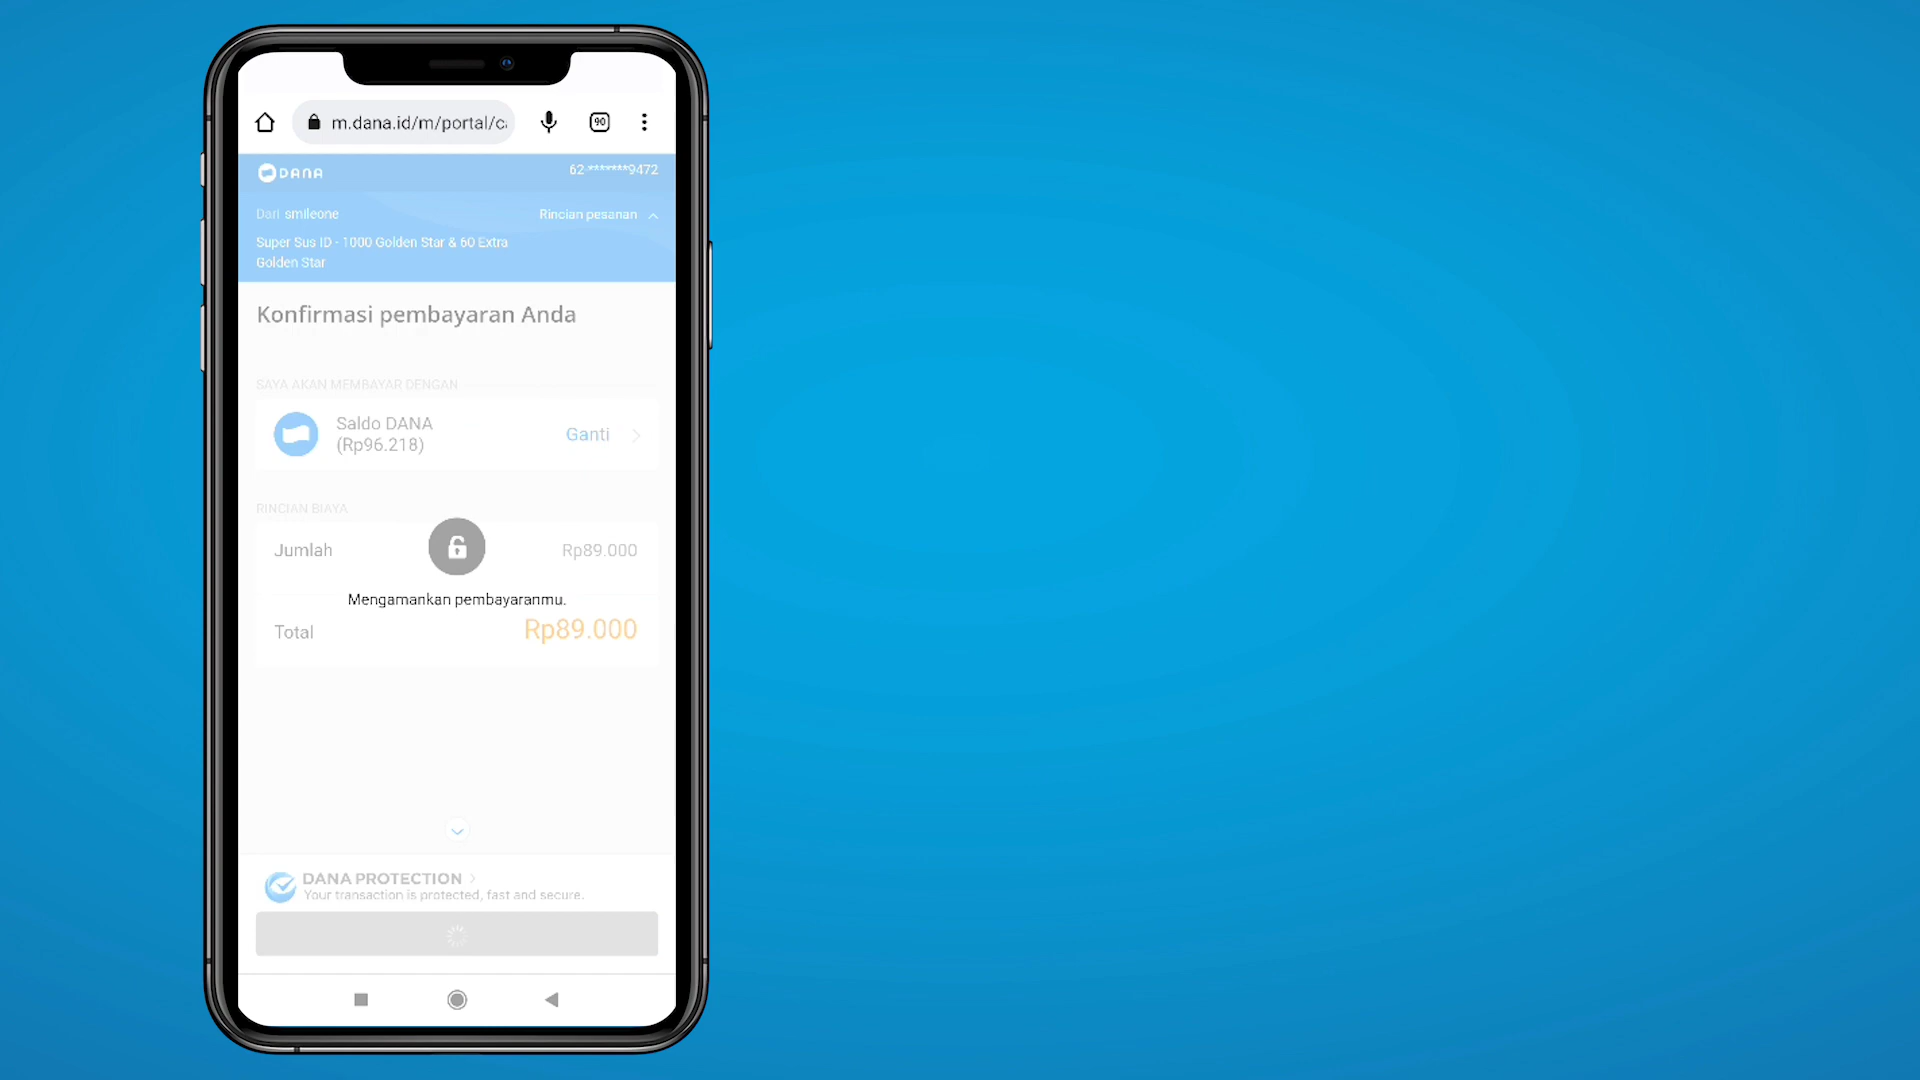 m.dana.id/m/portal/c
90
DANA
62-*******9472
Dari smileone
Rincian pesanan
Super Sus ID - 1000 Golden Star & 60 Extra
Golden Star
Konfirmasi pembayaran Anda
SAYA AKAN MEMBAYAR DENGAN
Saldo DANA
(Rp96.218)
Ganti
RINCIAN BIAYA
Jumlah
Rp89.000
Mengamankan pembayaranmu.
Total
Rp89.000
DANA PROTECTION
Your transaction is protected, fast and secure.